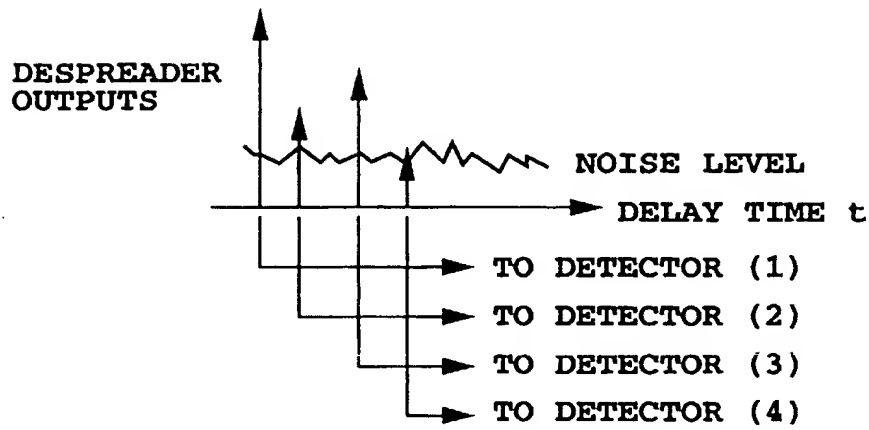 DESPREADER
OUTPUTS
NOISE LEVEL
DELAY TIME t
TO DETECTOR (1)
TO DETECTOR (2)
TO DETECTOR (3)
TO DETECTOR (4)